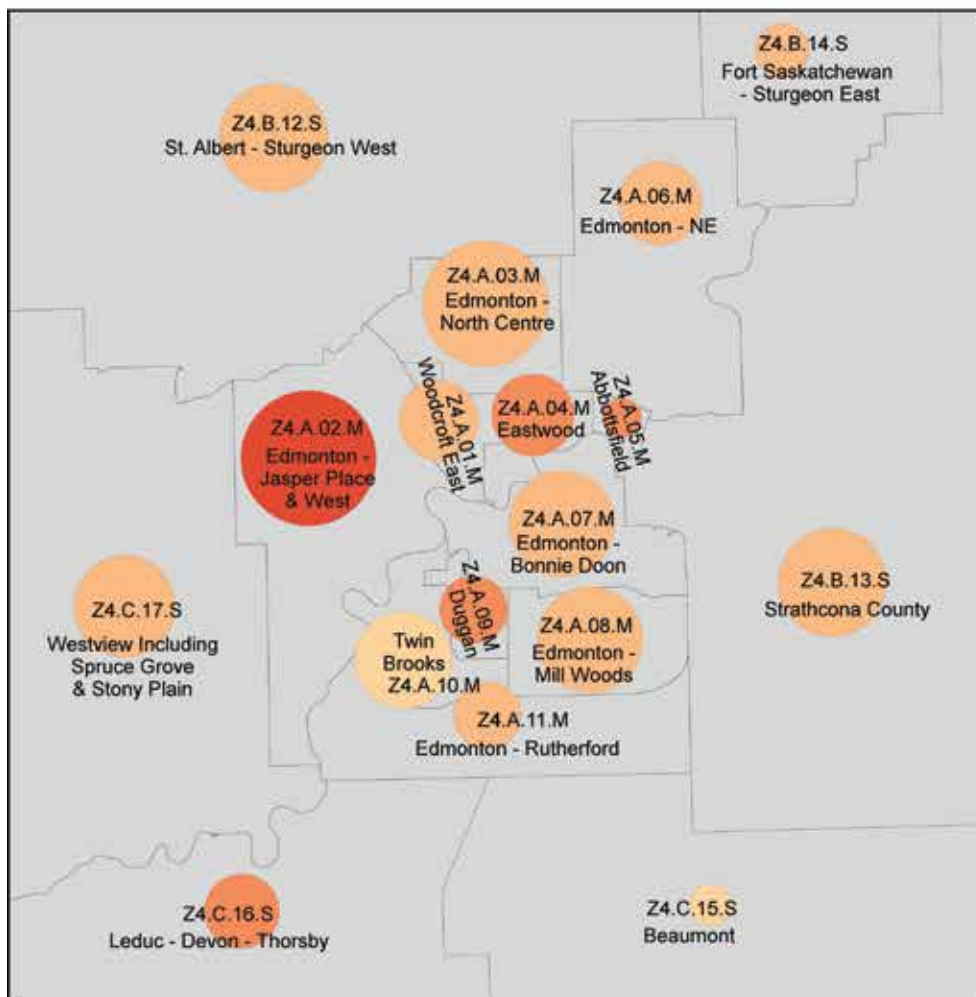 Z4.B.14.S
Fort Saskatchewan
- Sturgeon East
Z4.B.12.S
St. Albert - Sturgeon West
Z4.A.06.M
Edmonton - NE
Z4.A.03.M
Edmonton -
North Centre
Z4.A.01.M
Woodcroft East
Z4.A.04.M
Eastwood
Z4.A.05.M
Abbottsfield
Z4.A.02.M
Edmonton -
Jasper Place
& West
Z4.A.07.M
Edmonton -
Bonnie Doon
Z4.B.13.S
Strathcona County
Z4.C.17.S
Westview Including
Spruce Grove
& Stony Plain
Z4.A.09.M
Duggan
Twin
Brooks
Z4.A.10.M
Z4.A.08.M
Edmonton -
Mill Woods
Z4.A.11.M
Edmonton - Rutherford
Z4.C.16.S
Leduc - Devon - Thorsby
Z4.C.15.S
Beaumont